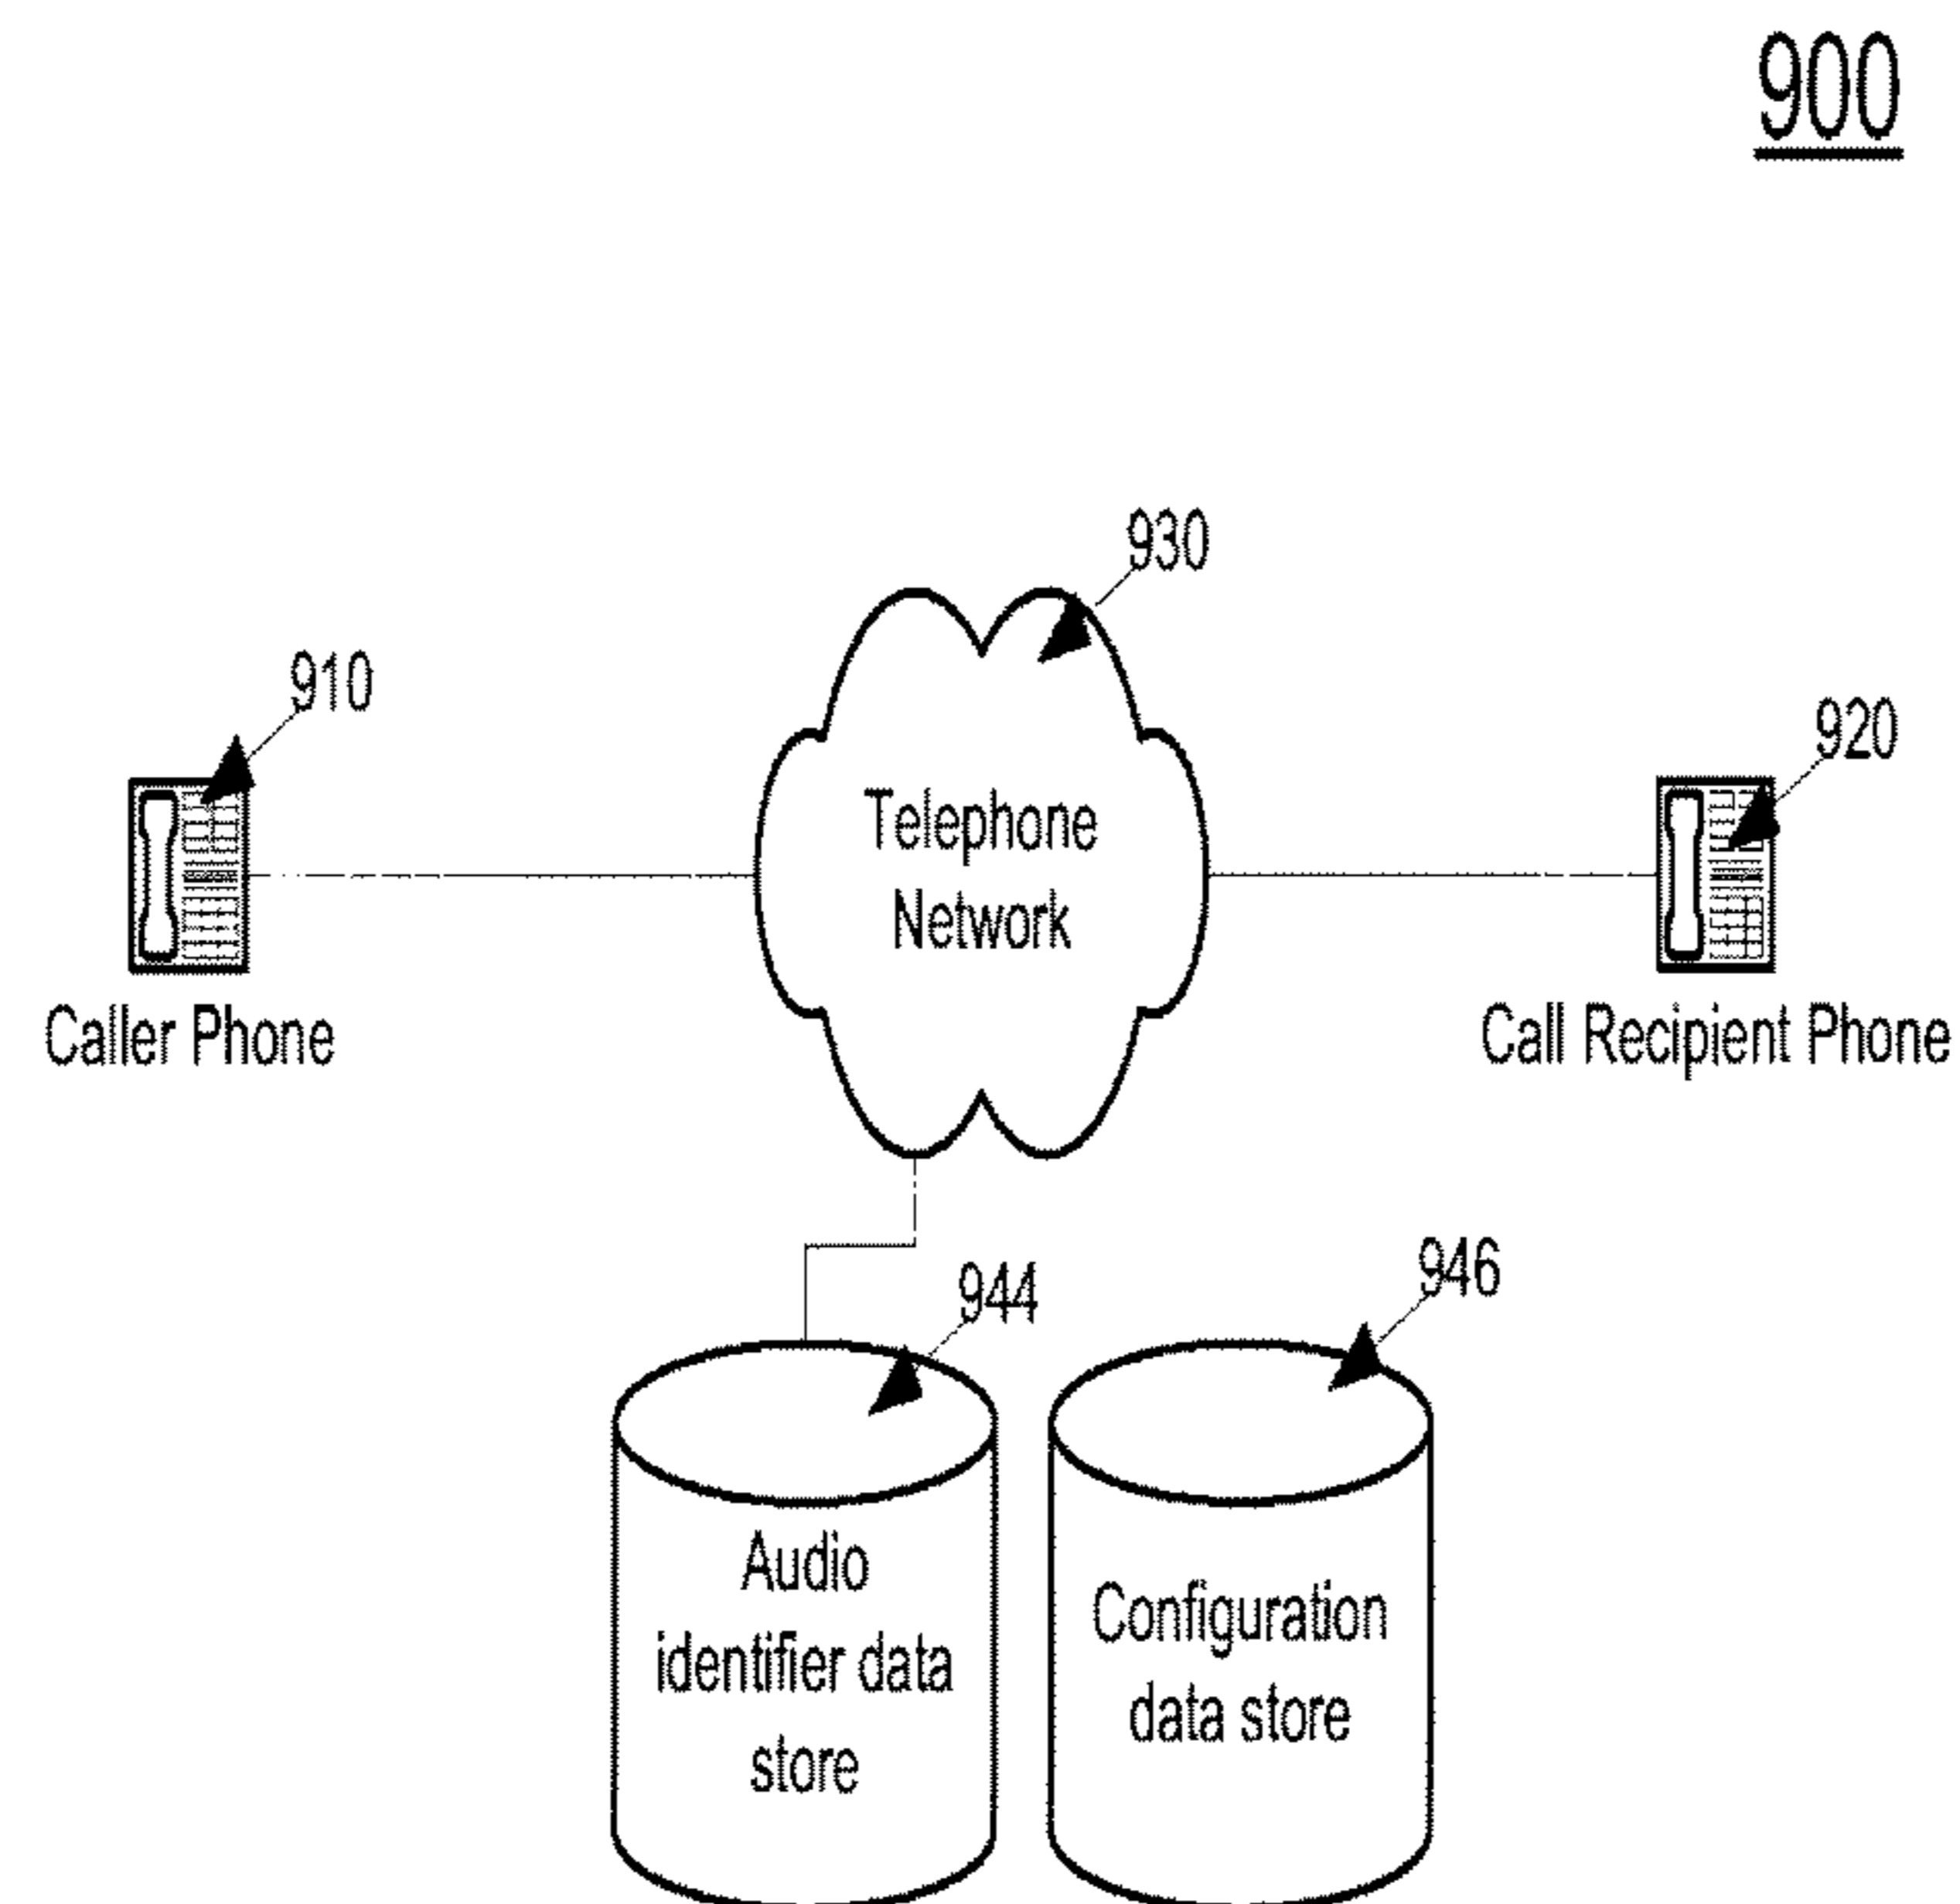 900
930
910
920
Telephone
Network
Caller Phone
Call Recipient Phone
944
946
Audio
identifier data
store
Configuration
data store